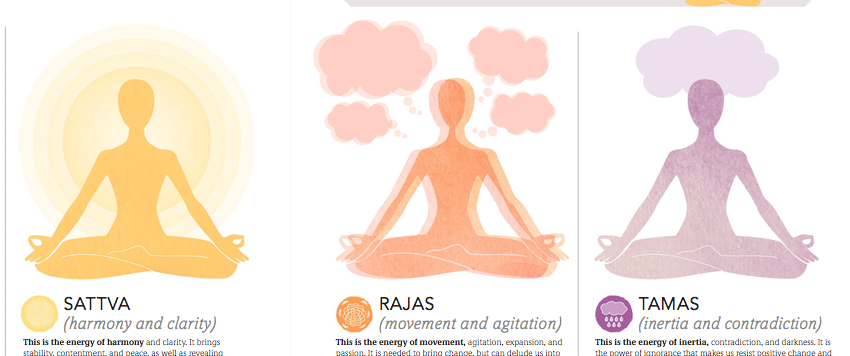 SATTVA
(harmony and clarity)
This is the energy of harmony and clarity. It brings
stability, contentment, and peace, as well as revealing
RAJAS
(movement and agitation)
This is the energy of movement, agitation, expansion, and
passion. It is needed to bring change, but can delude us into
TAMAS
(inertia and contradiction)
This is the energy of inertia, contradiction, and darkness. It is
the power of ignorance that makes us resist positive change and